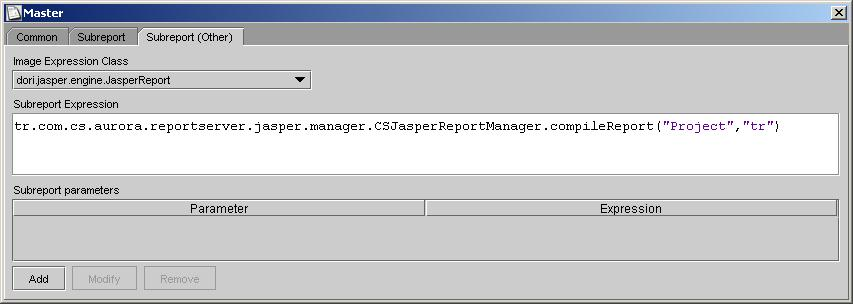 Master
Common Subreport Subreport (Other)
Image Expression Class
dori.jasper.engine.JasperReport
Subreport Expression
tr.com.cs.aurora.reportserver.jasper.manager.CSJasperReportManager.compileReport("Project","tr")
Subreport parameters
Parameter Expression
Add Modify Remove